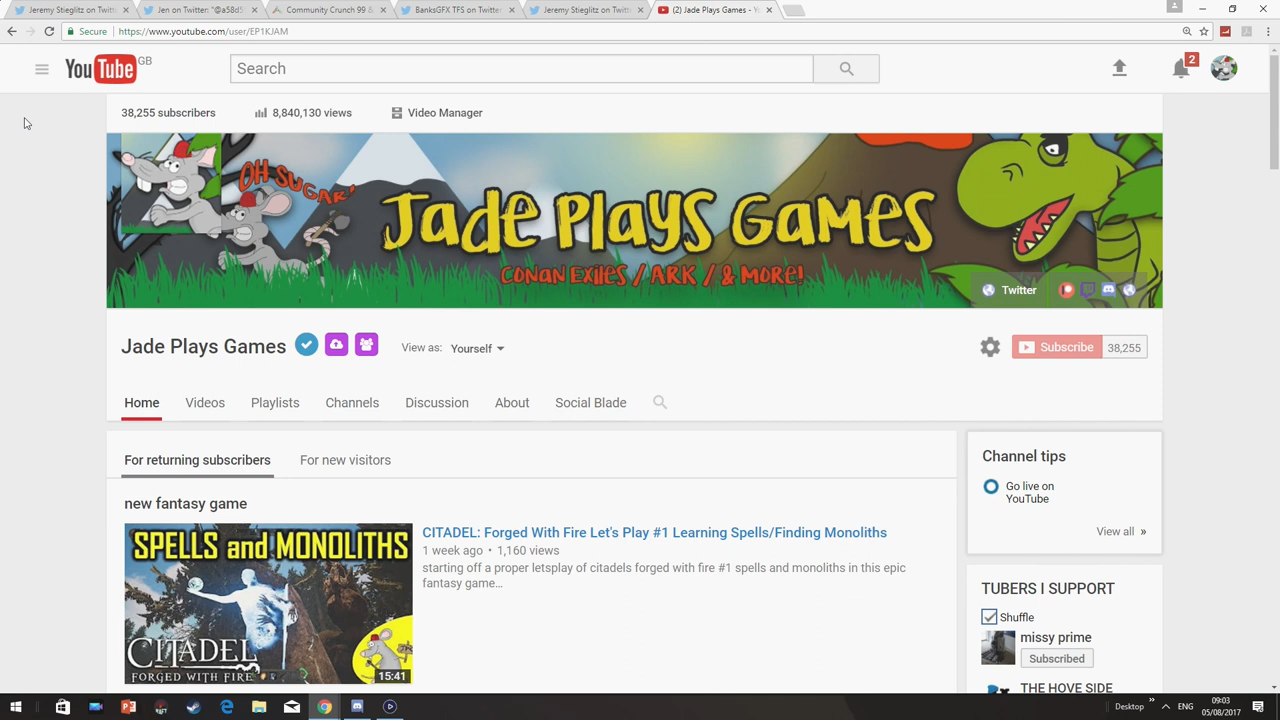 Jeremy Stieglitz on Twitt
Jen on Twitter: "@a58d5
Community Crunch 99 &
BanksGFX TFS on Twitter
Jeremy Stieglitz on Twitt
(2) Jade Plays Games - Y
Secure
https://www.youtube.com/user/EP1KJAM
YouTube GB
Search
2
38,255 subscribers
8,840,130 views
Video Manager
OH SUGAR!
Jade Plays Games
CONAN EXILES / ARK / & MORE!
Twitter
Jade Plays Games
View as: Yourself
Subscribe 38,255
Home Videos Playlists Channels Discussion About Social Blade
For returning subscribers For new visitors
new fantasy game
SPELLS and MONOLITHS
CITADEL
FORGED WITH FIRE
15:41
CITADEL: Forged With Fire Let's Play #1 Learning Spells/Finding Monoliths
1 week ago • 1,160 views
starting off a proper letsplay of citadels forged with fire #1 spells and monoliths in this epic
fantasy game...
Channel tips
Go live on
YouTube
View all »
TUBERS I SUPPORT
Shuffle
missy prime
Subscribed
THE HOVE SIDE
Desktop
ENG
09:03
05/08/2017